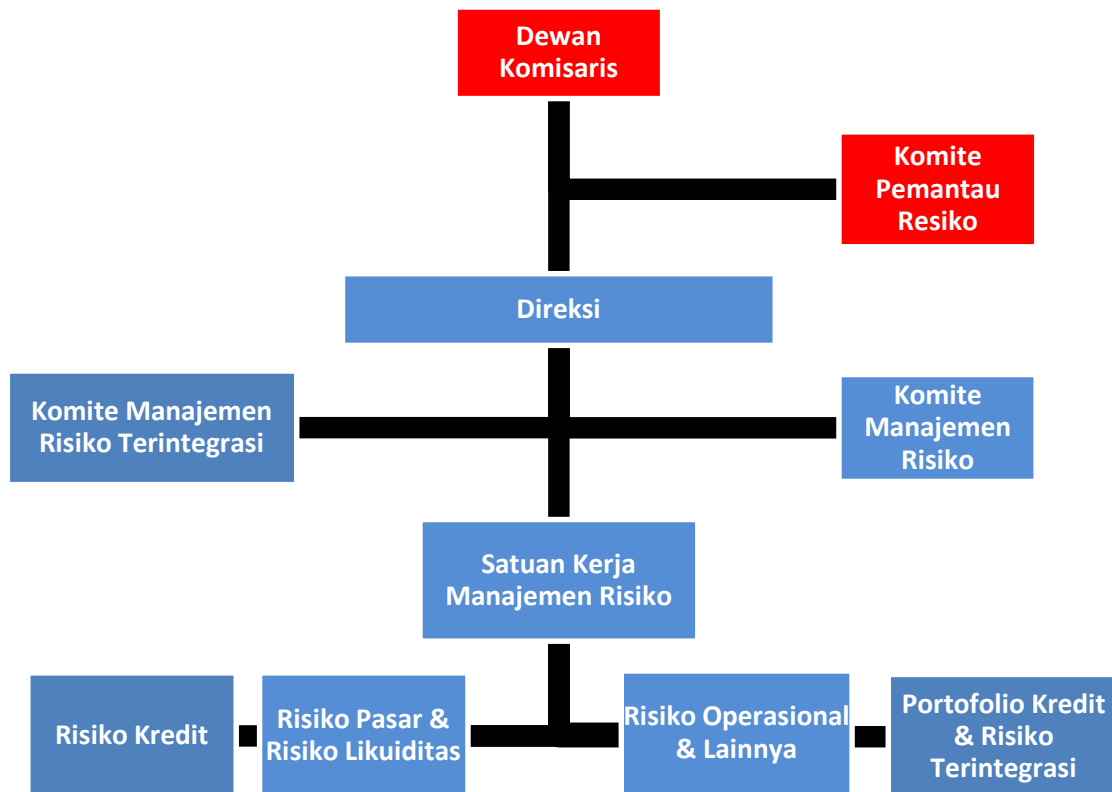 Dewan
Komisaris
Komite
Pemantau
Resiko
Direksi
Komite Manajemen
Risiko Terintegrasi
Komite
Manajemen
Risiko
Satuan Kerja
Manajemen Risiko
Risiko Kredit
Risiko Pasar &
Risiko Likuiditas
Risiko Operasional
& Lainnya
Portofolio Kredit
& Risiko
Terintegrasi